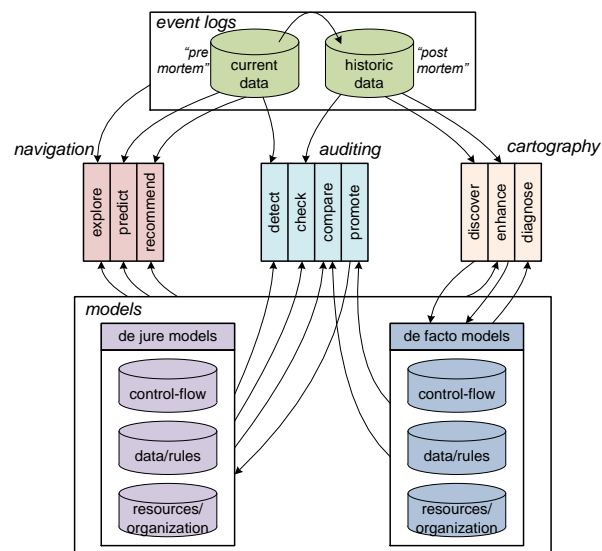 event logs
“pre mortem”
current data
historic data
“post mortem”
navigation
auditing
cartography
explore
predict
recommend
detect
check
compare
promote
discover
enhance
diagnose
models
de jure models
de facto models
control-flow
control-flow
data/rules
data/rules
resources/ organization
resources/ organization